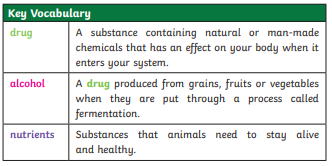 Key Vocabulary
drug
A substance containing natural or man-made
chemicals that has an effect on your body when it
enters your system.
alcohol
A drug produced from grains, fruits or vegetables
when they are put through a process called
fermentation.
nutrients
Substances that animals need to stay alive
and healthy.